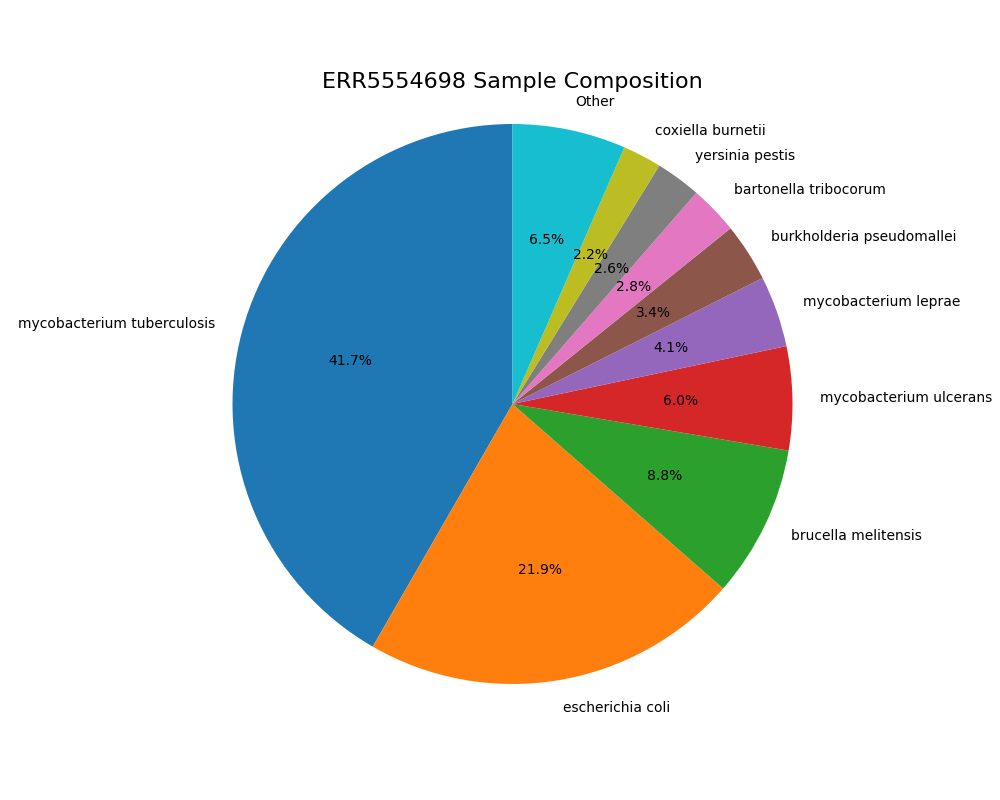 ERR5554698 Sample Composition
Other
coxiella burnetii
yersinia pestis
bartonella tribocorum
burkholderia pseudomallei
mycobacterium leprae
mycobacterium tuberculosis
mycobacterium ulcerans
brucella melitensis
escherichia coli
6.5%
2.2%
2.6%
2.8%
3.4%
4.1%
41.7%
6.0%
8.8%
21.9%